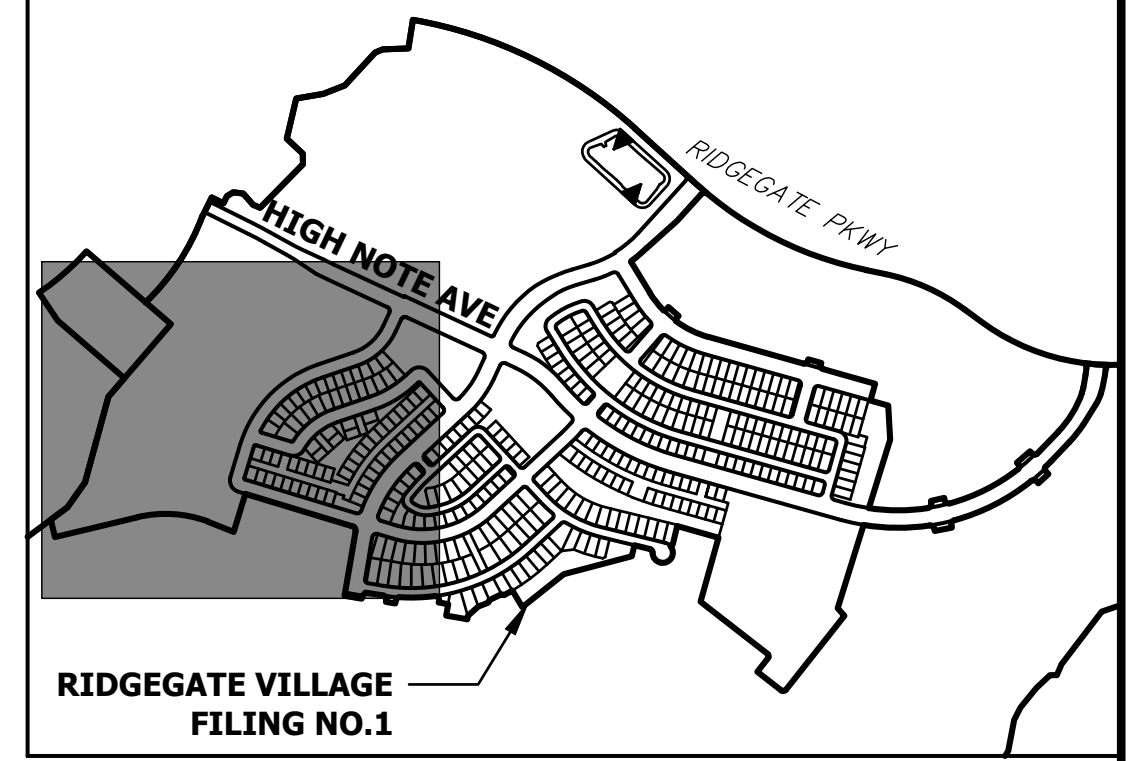 RIDGEGATE PKWY
HIGH NOTE AVE
RIDGEGATE VILLAGE
FILING NO.1